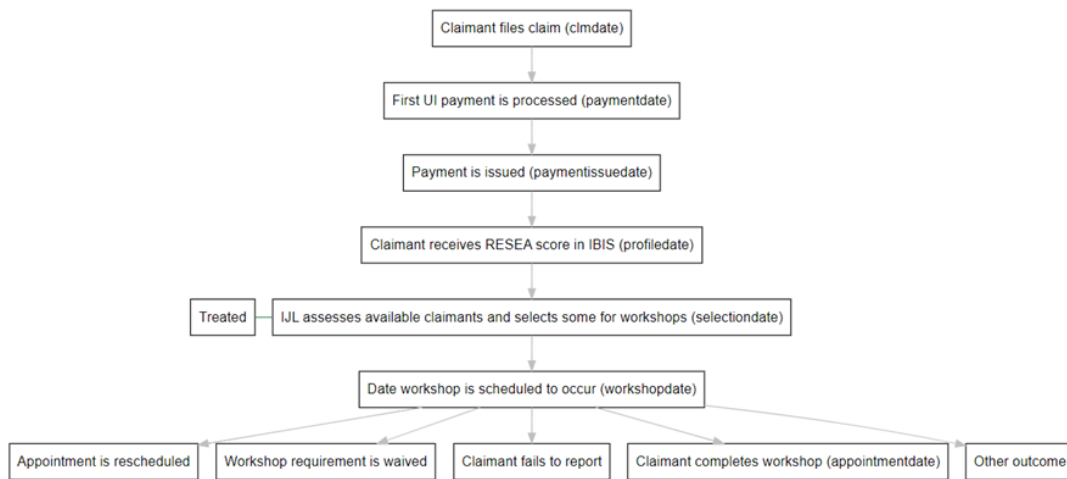 Claimant files claim (clmdate)
First UI payment is processed (paymentdate)
Payment is issued (paymentissuedate)
Claimant receives RESEA score in IBIS (profiledate)
Treated
IJL assesses available claimants and selects some for workshops (selectiondate)
Date workshop is scheduled to occur (workshopdate)
Appointment is rescheduled
Workshop requirement is waived
Claimant fails to report
Claimant completes workshop (appointmentdate)
Other outcome